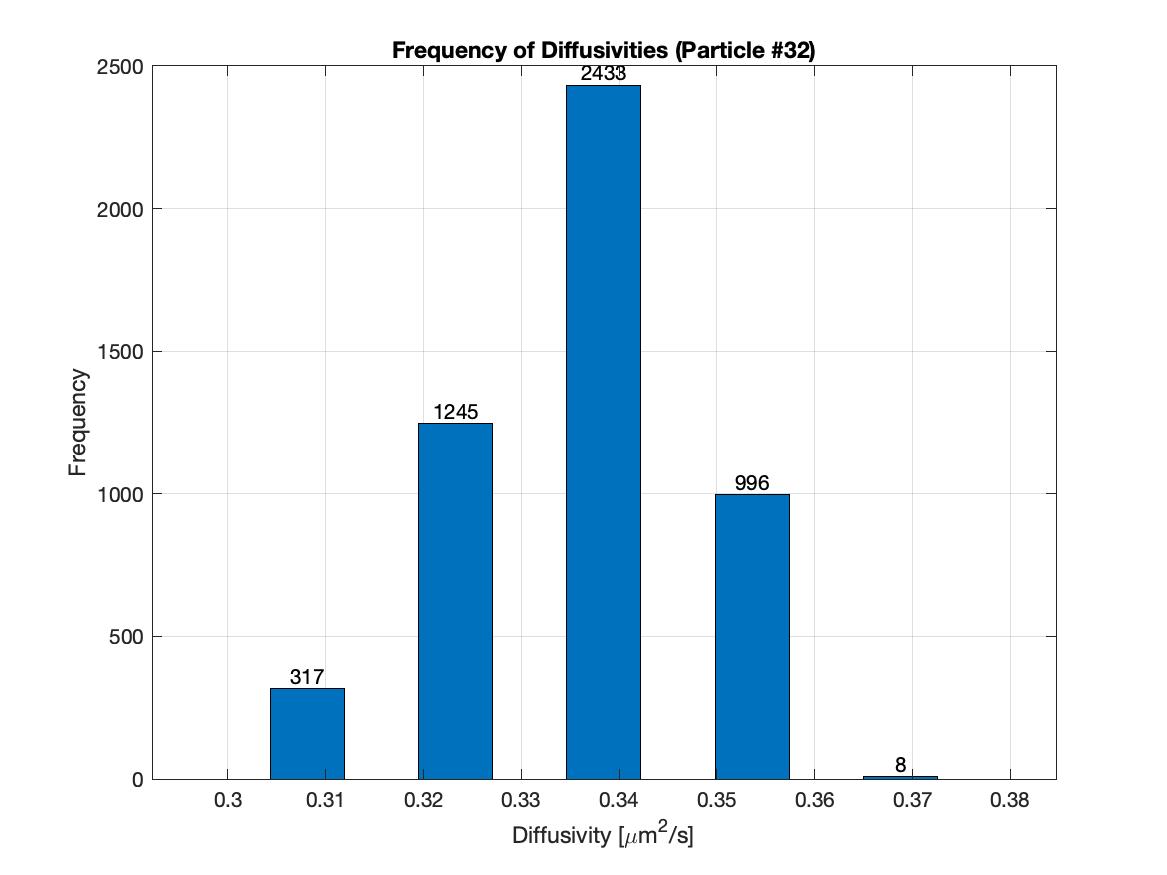 Frequency of Diffusivities (Particle #32)
2500
2433
2000
1500
1245
1000
996
500
317
8
0
Frequency
0.3 0.31 0.32 0.33 0.34 0.35 0.36 0.37 0.38
Diffusivity [μm²/s]